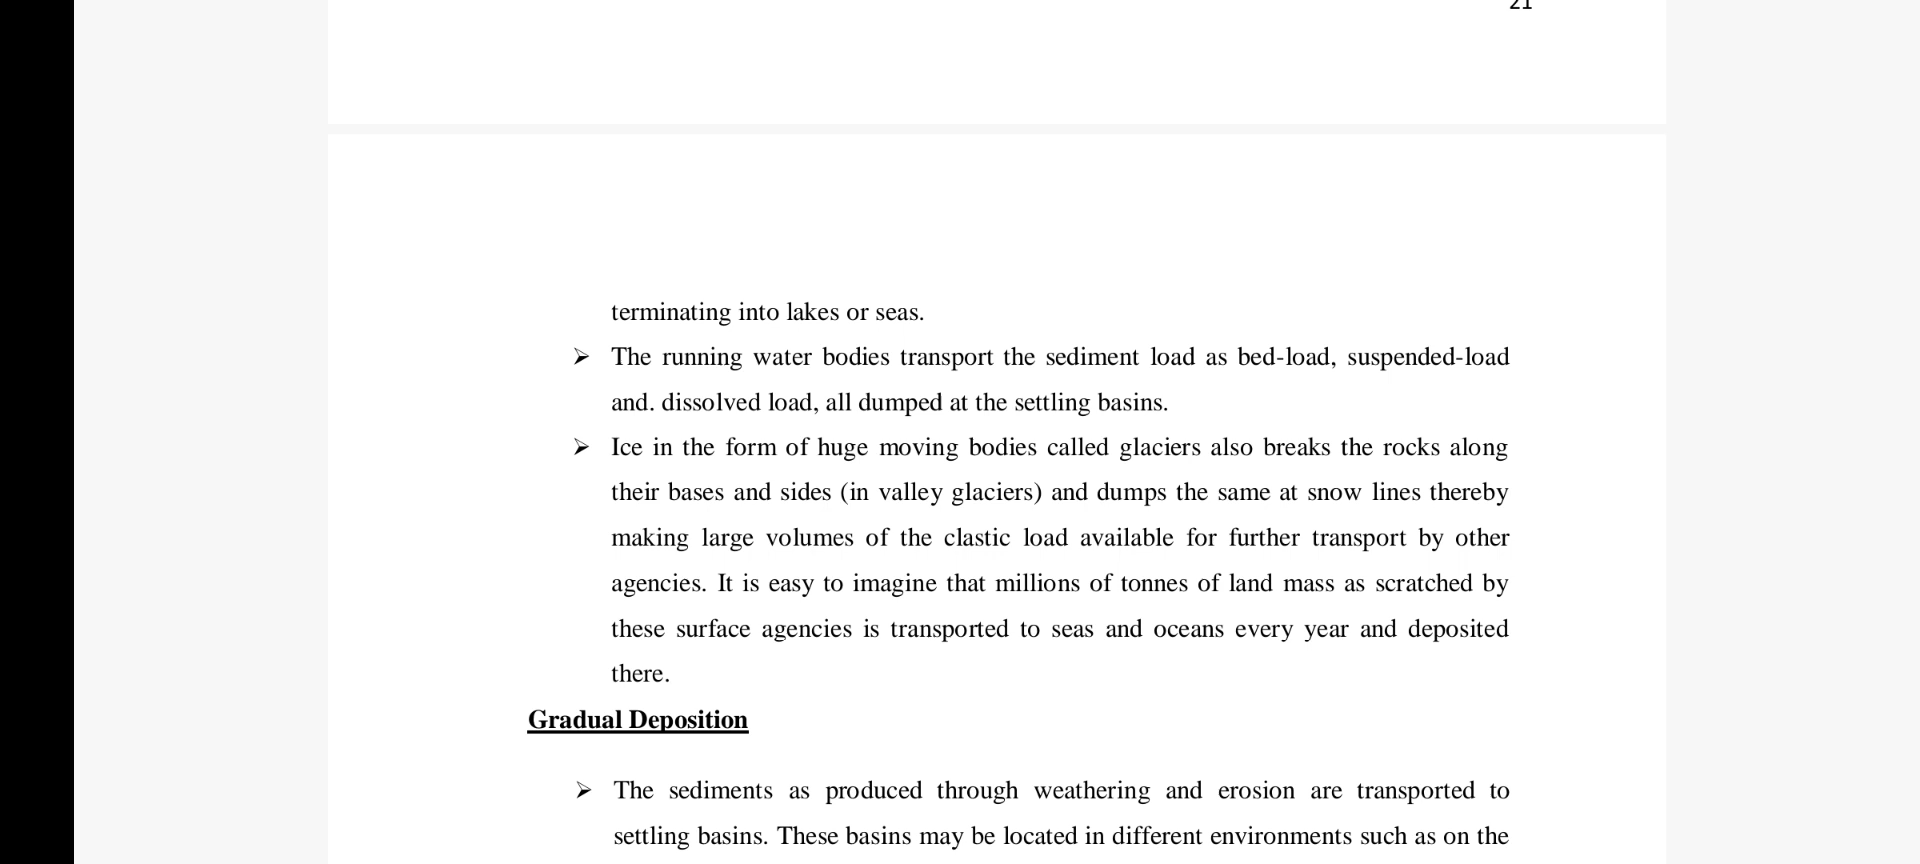 21
terminating into lakes or seas.
➢ The running water bodies transport the sediment load as bed-load, suspended-load
and. dissolved load, all dumped at the settling basins.
➢ Ice in the form of huge moving bodies called glaciers also breaks the rocks along
their bases and sides (in valley glaciers) and dumps the same at snow lines thereby
making large volumes of the clastic load available for further transport by other
agencies. It is easy to imagine that millions of tonnes of land mass as scratched by
these surface agencies is transported to seas and oceans every year and deposited
there.
Gradual Deposition
➢ The sediments as produced through weathering and erosion are transported to
settling basins. These basins may be located in different environments such as on the